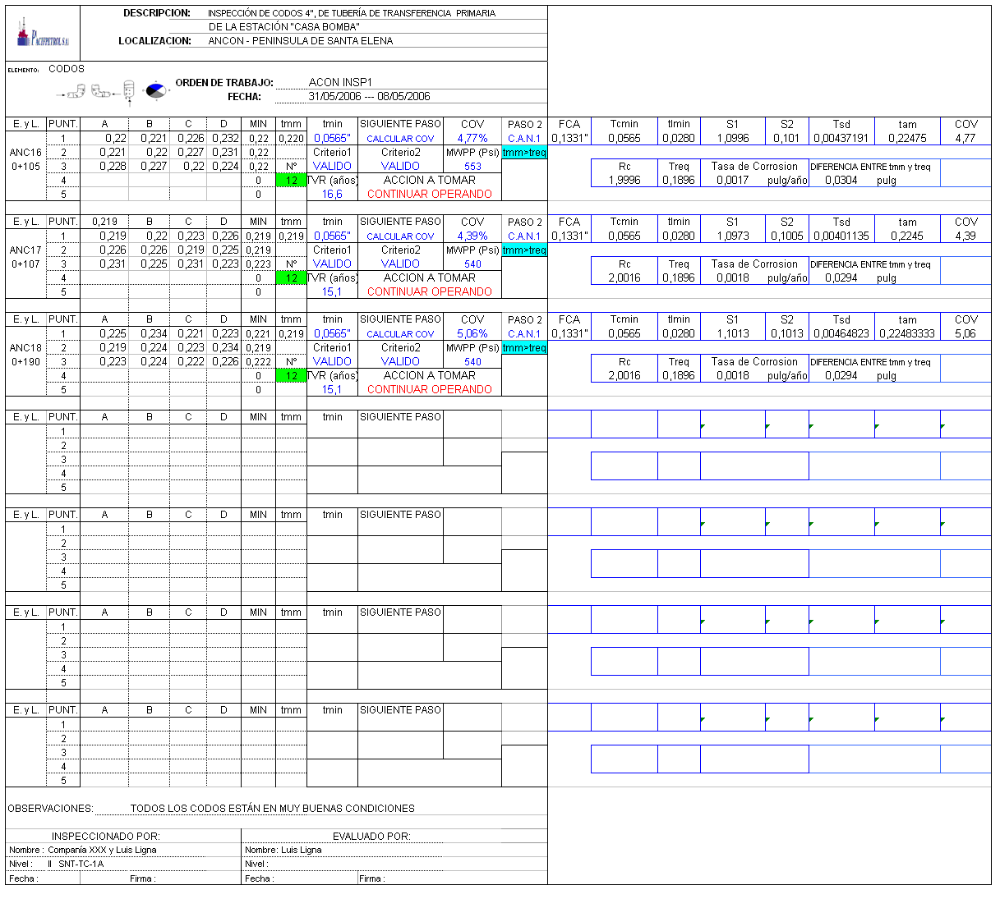 DESCRIPCION: INSPECCIÓN DE CODOS 4", DE TUBERÍA DE TRANSFERENCIA PRIMARIA
DE LA ESTACIÓN "CASA BOMBA"
PACIFPETROL S.A.
LOCALIZACION: ANCON - PENINSULA DE SANTA ELENA
ELEMENTO: CODOS
ORDEN DE TRABAJO: ACON INSP1
FECHA: 31/05/2006 --- 08/05/2006
E. y L. PUNT. A B C D MIN tmm tmin SIGUIENTE PASO COV PASO 2 FCA Tcmin tlmin S1 S2 Tsd tam COV
1 0,22 0,221 0,226 0,232 0,22 0,220 0,0565" CALCULAR COV 4,77% C.A.N.1 0,1331" 0,0565 0,0280 1,0996 0,101 0,00437191 0,22475 4,77
ANC16 2 0,221 0,22 0,227 0,231 0,22 Criterio1 Criterio2 MWPP (Psi) tmm>treq
0+105 3 0,228 0,227 0,22 0,224 0,22 Nº VALIDO VALIDO 553 Rc Treq Tasa de Corrosion DIFERENCIA ENTRE tmm y treq
4 0 12 TVR (años) ACCION A TOMAR 1,9996 0,1896 0,0017 pulg/año 0,0304 pulg
5 0 16,6 CONTINUAR OPERANDO
E. y L. PUNT. 0,219 B C D MIN tmm tmin SIGUIENTE PASO COV PASO 2 FCA Tcmin tlmin S1 S2 Tsd tam COV
1 0,219 0,22 0,223 0,226 0,219 0,219 0,0565" CALCULAR COV 4,39% C.A.N.1 0,1331" 0,0565 0,0280 1,0973 0,1005 0,00401135 0,2245 4,39
ANC17 2 0,226 0,226 0,219 0,225 0,219 Criterio1 Criterio2 MWPP (Psi) tmm>treq
0+107 3 0,231 0,225 0,231 0,223 0,223 Nº VALIDO VALIDO 540 Rc Treq Tasa de Corrosion DIFERENCIA ENTRE tmm y treq
4 0 12 TVR (años) ACCION A TOMAR 2,0016 0,1896 0,0018 pulg/año 0,0294 pulg
5 0 15,1 CONTINUAR OPERANDO
E. y L. PUNT. A B C D MIN tmm tmin SIGUIENTE PASO COV PASO 2 FCA Tcmin tlmin S1 S2 Tsd tam COV
1 0,225 0,234 0,221 0,223 0,221 0,219 0,0565" CALCULAR COV 5,06% C.A.N.1 0,1331" 0,0565 0,0280 1,1013 0,1013 0,00464823 0,22483333 5,06
ANC18 2 0,219 0,224 0,223 0,234 0,219 Criterio1 Criterio2 MWPP (Psi) tmm>treq
0+190 3 0,223 0,224 0,222 0,226 0,222 Nº VALIDO VALIDO 540 Rc Treq Tasa de Corrosion DIFERENCIA ENTRE tmm y treq
4 0 12 TVR (años) ACCION A TOMAR 2,0016 0,1896 0,0018 pulg/año 0,0294 pulg
5 0 15,1 CONTINUAR OPERANDO
E. y L. PUNT. A B C D MIN tmm tmin SIGUIENTE PASO
1
2
3
4
5
E. y L. PUNT. A B C D MIN tmm tmin SIGUIENTE PASO
1
2
3
4
5
E. y L. PUNT. A B C D MIN tmm tmin SIGUIENTE PASO
1
2
3
4
5
E. y L. PUNT. A B C D MIN tmm tmin SIGUIENTE PASO
1
2
3
4
5
OBSERVACIONES: TODOS LOS CODOS ESTÁN EN MUY BUENAS CONDICIONES
INSPECCIONADO POR: EVALUADO POR:
Nombre : Companía XXX y Luis Ligna Nombre: Luis Ligna
Nivel : II SNT-TC-1A Nivel :
Fecha : Firma : Fecha : Firma :